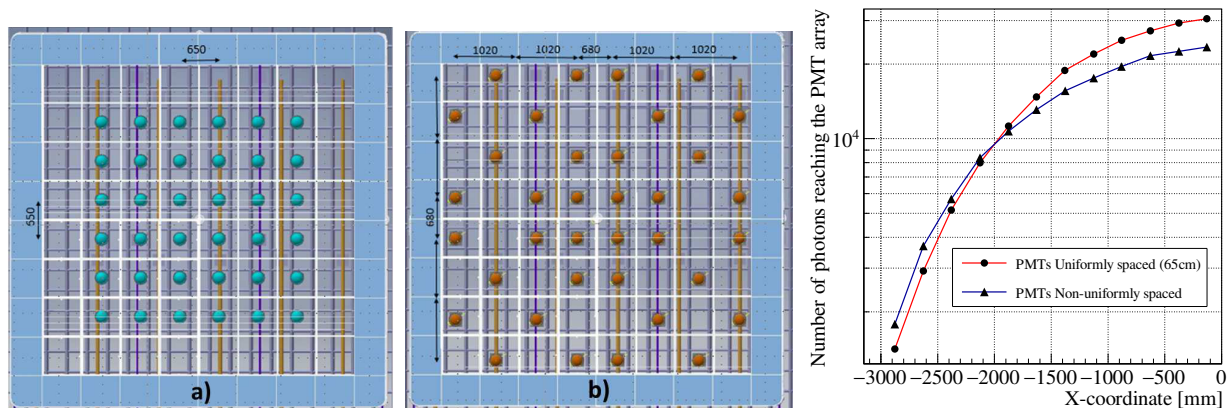 650
550
a)
1020
1020
680
1020
1020
680
b)
Number of photons reaching the PMT array
10⁴
PMTs Uniformly spaced (65cm)
PMTs Non-uniformly spaced
−3000 −2500 −2000 −1500 −1000 −500 0
X-coordinate [mm]